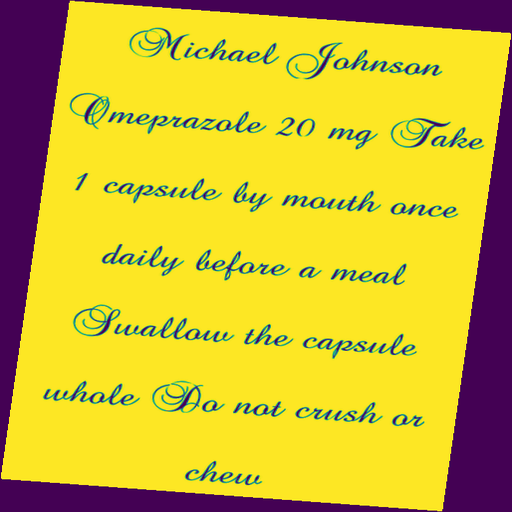 Michael Johnson
Omeprazole 20 mg Take
1 capsule by mouth once
daily before a meal
Swallow the capsule
whole Do not crush or
chew